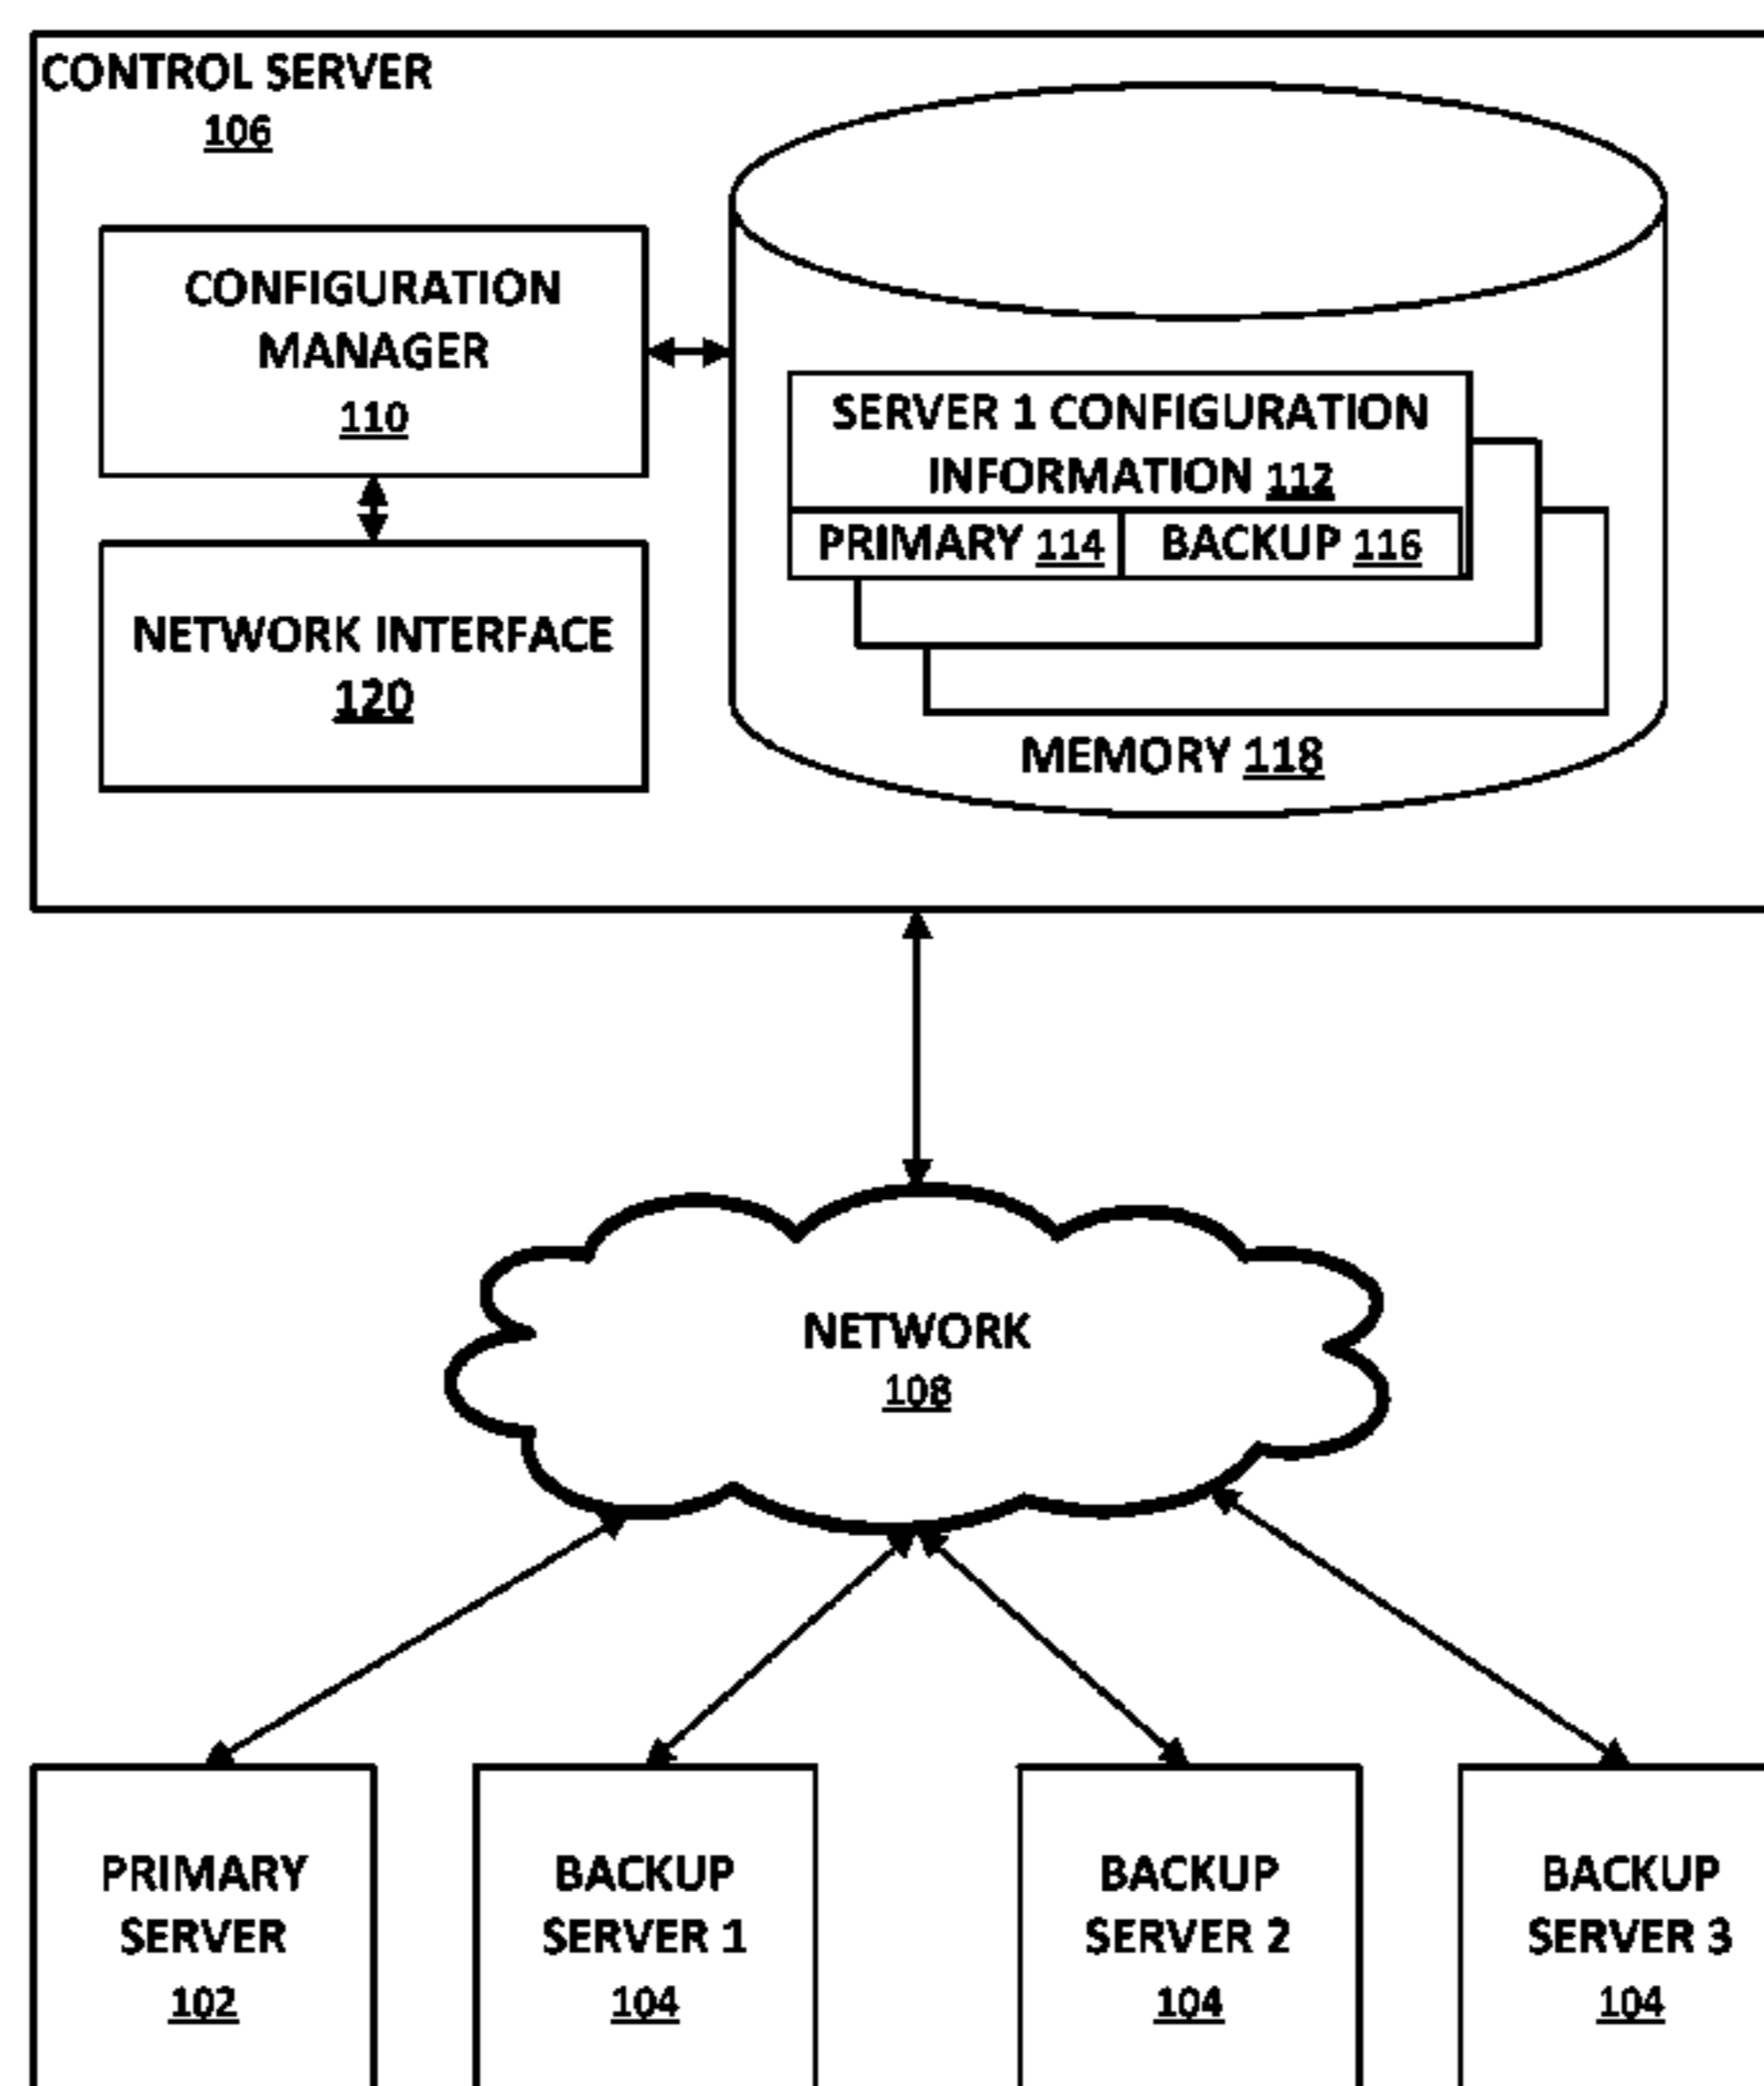 CONTROL SERVER
106
CONFIGURATION
MANAGER
110
NETWORK INTERFACE
120
SERVER 1 CONFIGURATION
INFORMATION 112
PRIMARY 114
BACKUP 116
MEMORY 118
NETWORK
108
PRIMARY
SERVER
102
BACKUP
SERVER 1
104
BACKUP
SERVER 2
104
BACKUP
SERVER 3
104